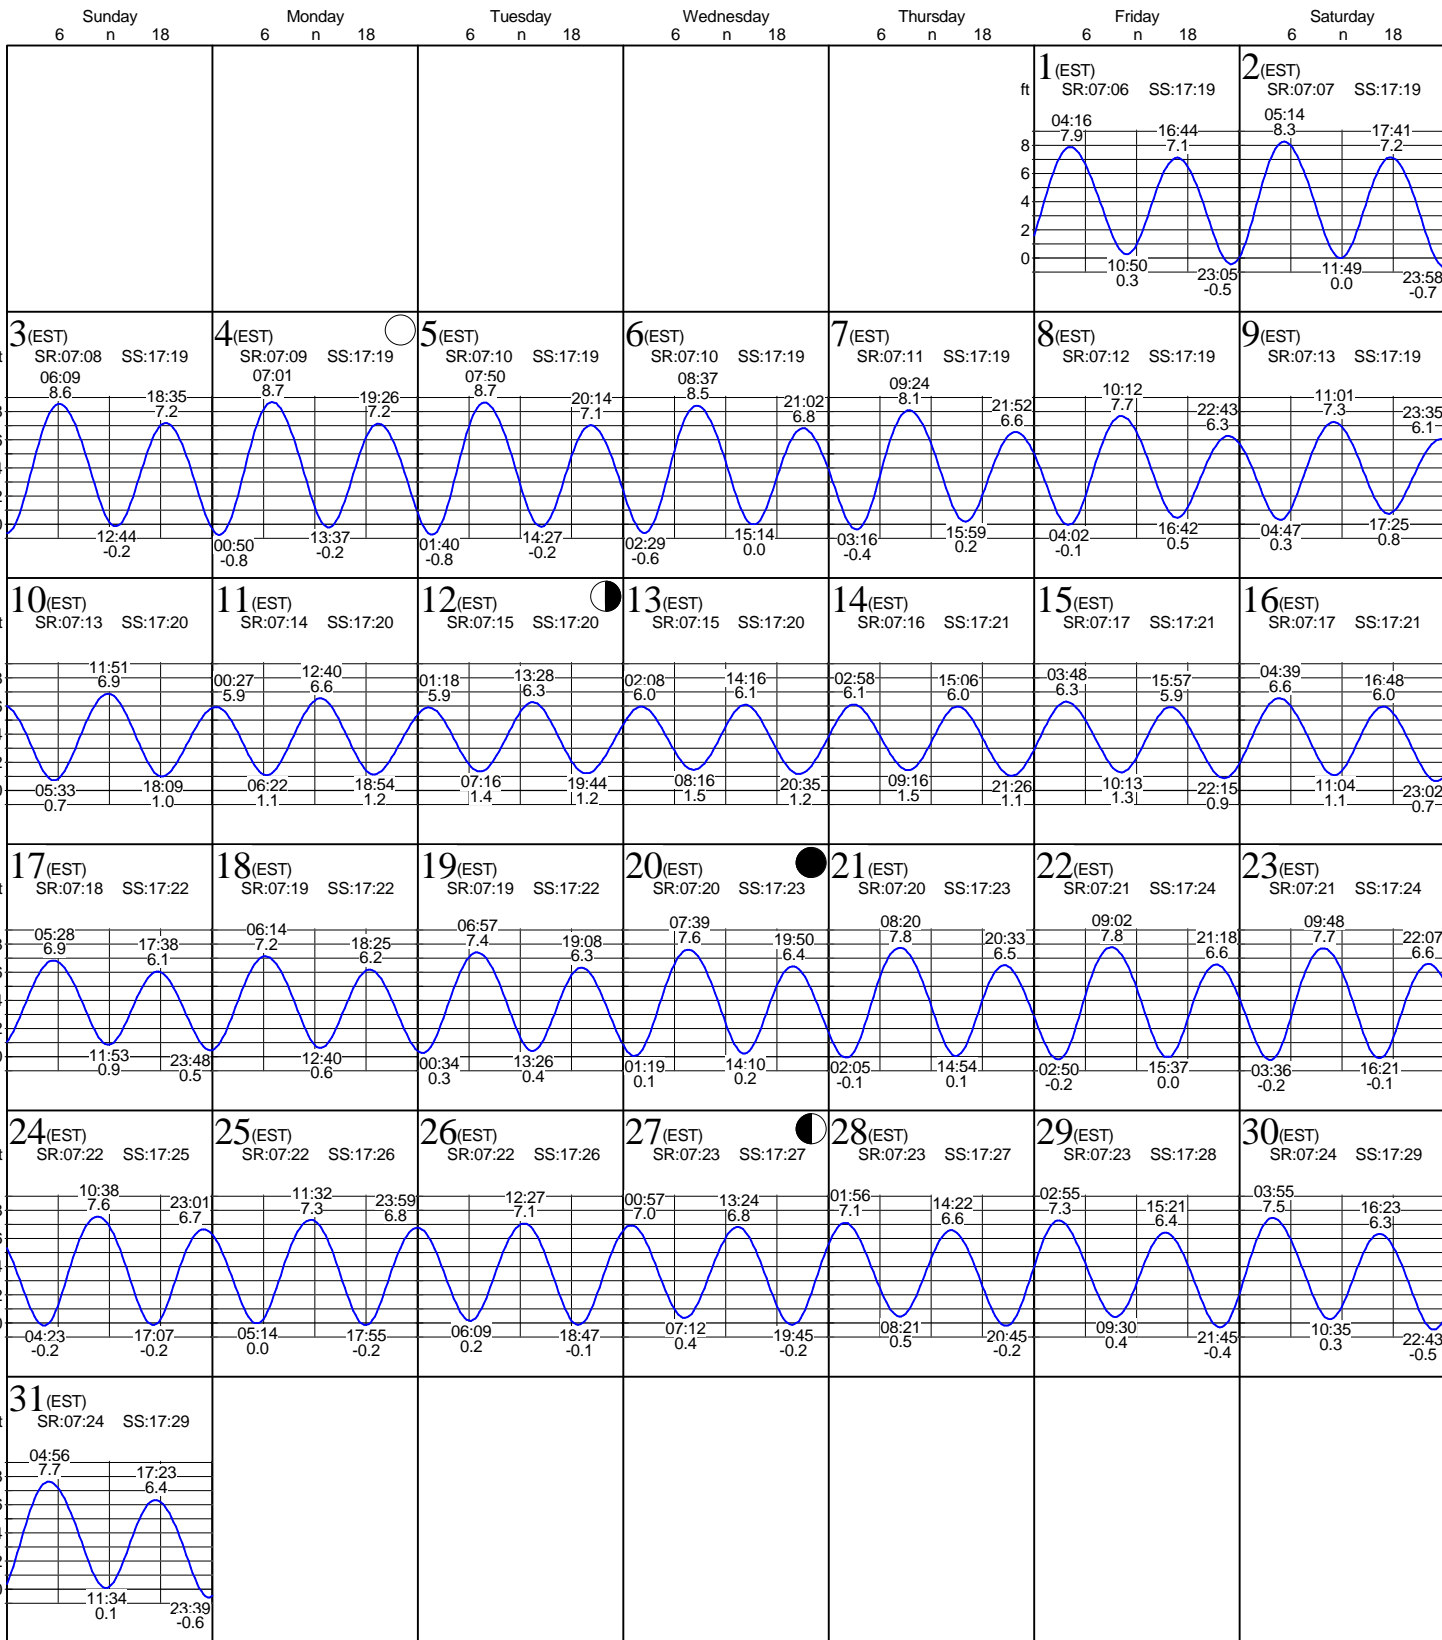 Sunday Monday Tuesday Wednesday Thursday Friday Saturday
6 n 18 6 n 18 6 n 18 6 n 18 6 n 18 6 n 18 6 n 18
1(EST)
ft SR:07:06 SS:17:19
04:16 16:44
7.9 7.1
8
6
4
2
0
10:50 23:05
0.3 -0.5
2(EST)
SR:07:07 SS:17:19
05:14 17:41
8.3 7.2
11:49 23:58
0.0 -0.7
3(EST)
SR:07:08 SS:17:19
06:09 18:35
8.6 7.2
12:44
-0.2
4(EST)
SR:07:09 SS:17:19
07:01 19:26
8.7 7.2
00:50 13:37
-0.8 -0.2
5(EST)
SR:07:10 SS:17:19
07:50 20:14
8.7 7.1
01:40 14:27
-0.8 -0.2
6(EST)
SR:07:10 SS:17:19
08:37 21:02
8.5 6.8
02:29 15:14
-0.6 0.0
7(EST)
SR:07:11 SS:17:19
09:24 21:52
8.1 6.6
03:16 15:59
-0.4 0.2
8(EST)
SR:07:12 SS:17:19
10:12 22:43
7.7 6.3
04:02 16:42
-0.1 0.5
9(EST)
SR:07:13 SS:17:19
11:01 23:35
7.3 6.1
04:47 17:25
0.3 0.8
10(EST)
SR:07:13 SS:17:20
11:51
6.9
05:33 18:09
0.7 1.0
11(EST)
SR:07:14 SS:17:20
00:27 12:40
5.9 6.6
06:22 18:54
1.1 1.2
12(EST)
SR:07:15 SS:17:20
01:18 13:28
5.9 6.3
07:16 19:44
1.4 1.2
13(EST)
SR:07:15 SS:17:20
02:08 14:16
6.0 6.1
08:16 20:35
1.5 1.2
14(EST)
SR:07:16 SS:17:21
02:58 15:06
6.1 6.0
09:16 21:26
1.5 1.1
15(EST)
SR:07:17 SS:17:21
03:48 15:57
6.3 5.9
10:13 22:15
1.3 0.9
16(EST)
SR:07:17 SS:17:21
04:39 16:48
6.6 6.0
11:04 23:02
1.1 0.7
17(EST)
SR:07:18 SS:17:22
05:28 17:38
6.9 6.1
11:53 23:48
0.9 0.5
18(EST)
SR:07:19 SS:17:22
06:14 18:25
7.2 6.2
12:40
0.6
19(EST)
SR:07:19 SS:17:22
06:57 19:08
7.4 6.3
00:34 13:26
0.3 0.4
20(EST)
SR:07:20 SS:17:23
07:39 19:50
7.6 6.4
01:19 14:10
0.1 0.2
21(EST)
SR:07:20 SS:17:23
08:20 20:33
7.8 6.5
02:05 14:54
-0.1 0.1
22(EST)
SR:07:21 SS:17:24
09:02 21:18
7.8 6.6
02:50 15:37
-0.2 0.0
23(EST)
SR:07:21 SS:17:24
09:48 22:07
7.7 6.6
03:36 16:21
-0.2 -0.1
24(EST)
SR:07:22 SS:17:25
10:38 23:01
7.6 6.7
04:23 17:07
-0.2 -0.2
25(EST)
SR:07:22 SS:17:26
11:32 23:59
7.3 6.8
05:14 17:55
0.0 -0.2
26(EST)
SR:07:22 SS:17:26
12:27
7.1
06:09 18:47
0.2 -0.1
27(EST)
SR:07:23 SS:17:27
00:57 13:24
7.0 6.8
07:12 19:45
0.4 -0.2
28(EST)
SR:07:23 SS:17:27
01:56 14:22
7.1 6.6
08:21 20:45
0.5 -0.2
29(EST)
SR:07:23 SS:17:28
02:55 15:21
7.3 6.4
09:30 21:45
0.4 -0.4
30(EST)
SR:07:24 SS:17:29
03:55 16:23
7.5 6.3
10:35 22:43
0.3 -0.5
31(EST)
SR:07:24 SS:17:29
04:56 17:23
7.7 6.4
11:34 23:39
0.1 -0.6